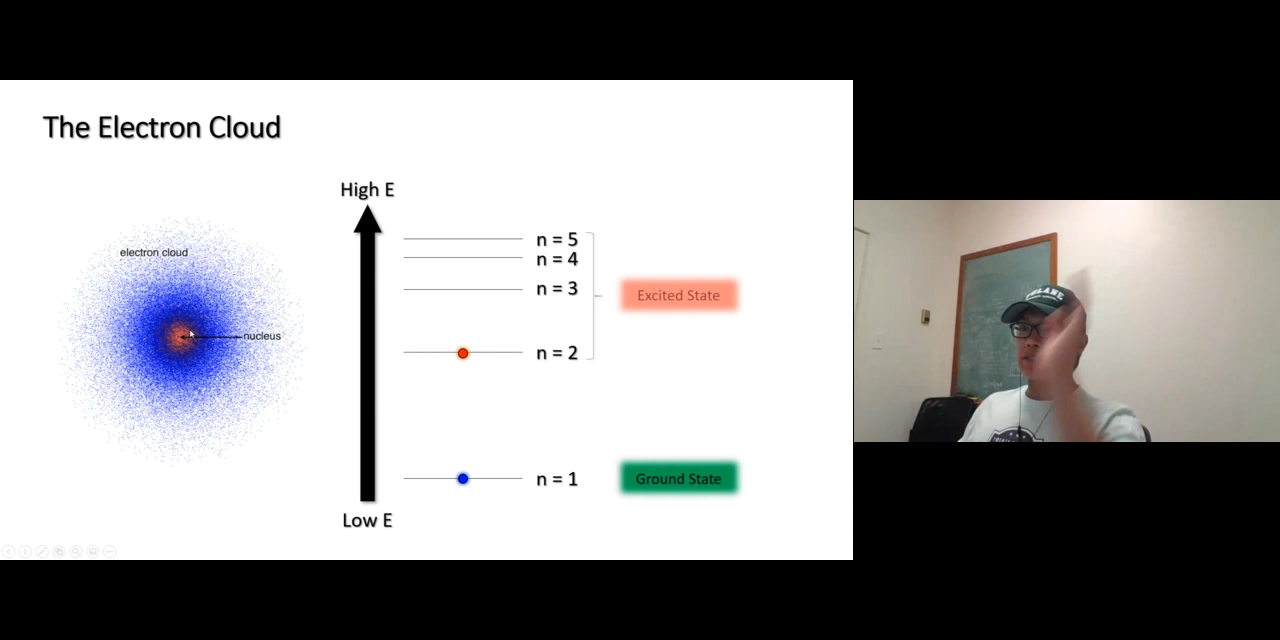 The Electron Cloud
High E
electron cloud
nucleus
n = 5
n = 4
n = 3
n = 2
n = 1
Excited State
Ground State
Low E